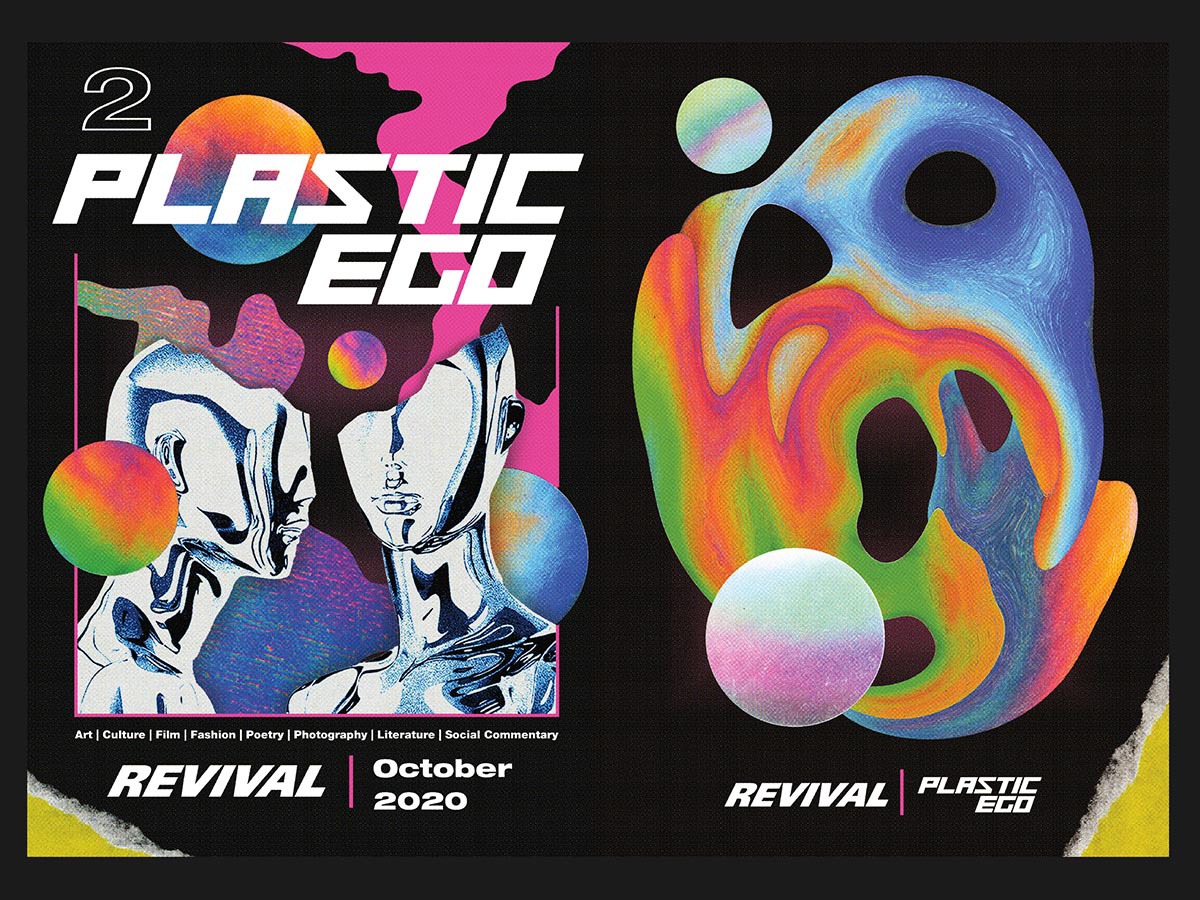 2
PLASTIC
EGO
Art | Culture | Film | Fashion | Poetry | Photography | Literature | Social Commentary
REVIVAL | October
2020
REVIVAL | PLASTIC
EGO